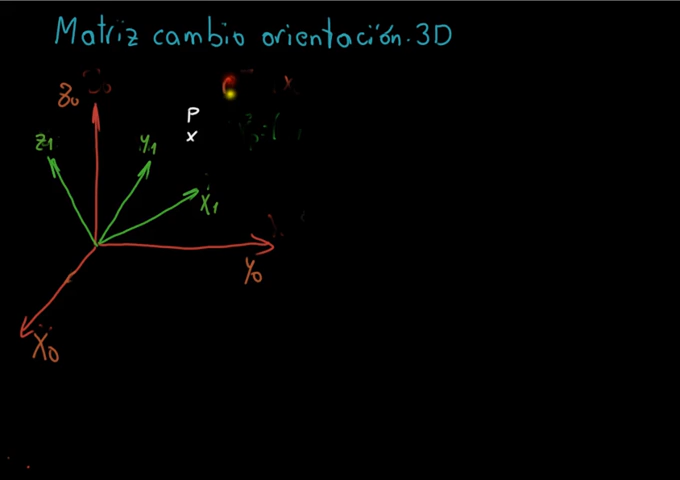 Matriz cambio orientación.3D
z₀
P
x
z₁
y₁
x₁
y₀
x₀